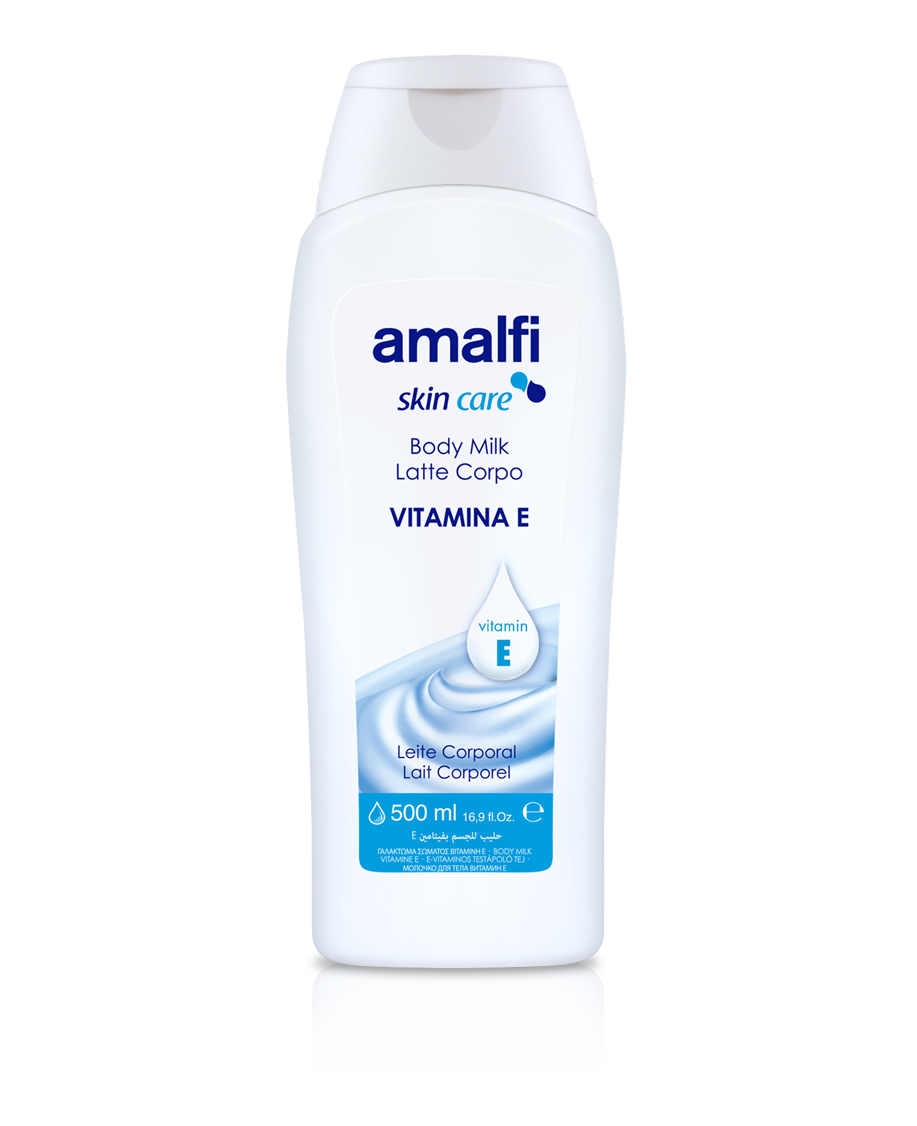 amalfi
skin care
Body Milk
Latte Corpo
VITAMINA E
vitamin
E
Leite Corporal
Lait Corporel
500 ml 16,9 fl.Oz. ℮
حليب للجسم بفيتامين E
ΓΑΛΑΚΤΩΜΑ ΣΩΜΑΤΟΣ ΒΙΤΑΜΙΝΗ Ε · BODY MILK
VITAMINE E · E-VITAMINOS TESTÁPOLÓ TEJ ·
МОЛОЧКО ДЛЯ ТЕЛА ВИТАМИН Е